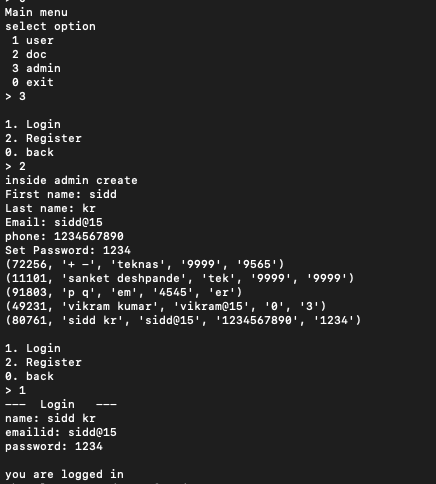 Main menu
select option
1 user
2 doc
3 admin
0 exit
> 3
1. Login
2. Register
0. back
> 2
inside admin create
First name: sidd
Last name: kr
Email: sidd@15
phone: 1234567890
Set Password: 1234
(72256, '+ -', 'teknas', '9999', '9565')
(11101, 'sanket deshpande', 'tek', '9999', '9999')
(91803, 'p q', 'em', '4545', 'er')
(49231, 'vikram kumar', 'vikram@15', '0', '3')
(80761, 'sidd kr', 'sidd@15', '1234567890', '1234')
1. Login
2. Register
0. back
> 1
--- Login ---
name: sidd kr
emailid: sidd@15
password: 1234
you are logged in